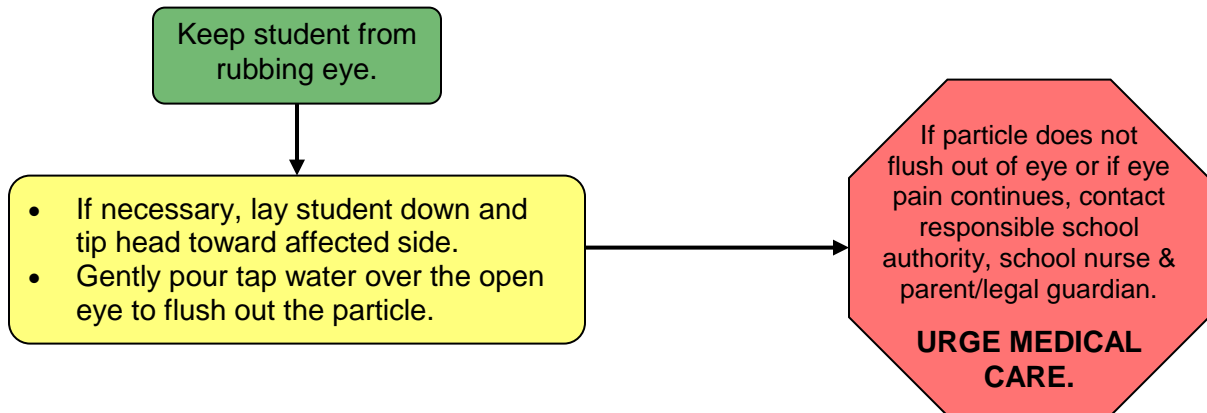 Keep student from
rubbing eye.
• If necessary, lay student down and
tip head toward affected side.
• Gently pour tap water over the open
eye to flush out the particle.
If particle does not
flush out of eye or if eye
pain continues, contact
responsible school
authority, school nurse &
parent/legal guardian.
URGE MEDICAL
CARE.